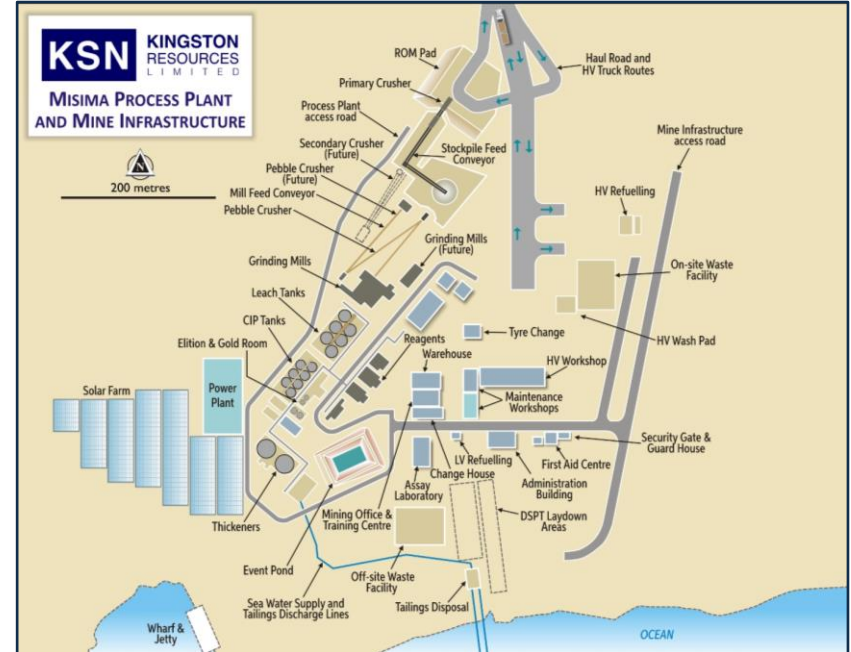 KSN
KINGSTON
RESOURCES
LIMITED
MISIMA PROCESS PLANT
AND MINE INFRASTRUCTURE
N
200 metres
ROM Pad
Primary Crusher
Process Plant
access road
Secondary Crusher
(Future)
Pebble Crusher
(Future)
Mill Feed Conveyor
Pebble Crusher
Haul Road and
HV Truck Routes
Stockpile Feed
Conveyor
Mine Infrastructure
access road
HV Refuelling
Grinding Mills
(Future)
Grinding Mills
On-site Waste
Facility
Leach Tanks
CIP Tanks
Elition & Gold Room
Reagents
Tyre Change
HV Wash Pad
Warehouse
HV Workshop
Solar Farm
Power
Plant
Maintenance
Workshops
Security Gate &
Guard House
LV Refuelling
First Aid Centre
Change House
Assay
Laboratory
Administration
Building
Thickeners
Mining Office &
Training Centre
DSPT Laydown
Areas
Event Pond
Off-site Waste
Facility
Sea Water Supply and
Tailings Discharge Lines
Tailings Disposal
Wharf &
Jetty
OCEAN